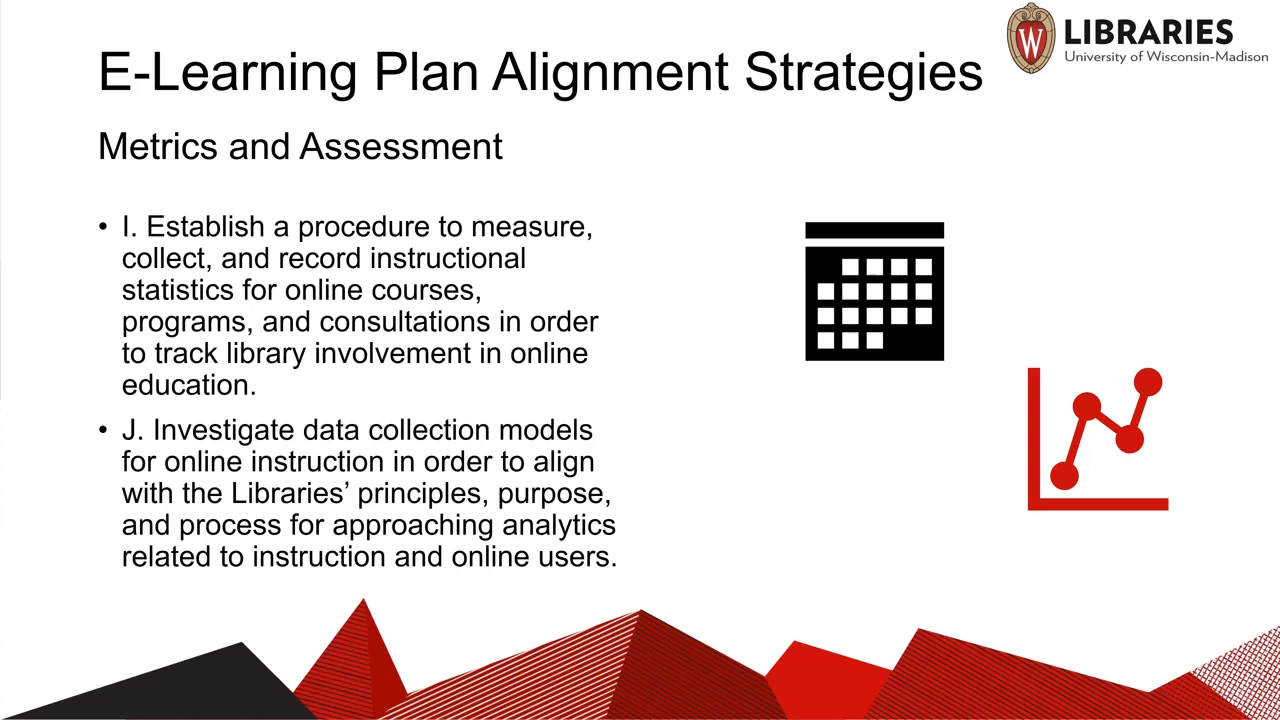 LIBRARIES
University of Wisconsin-Madison
W
E-Learning Plan Alignment Strategies
Metrics and Assessment
• I. Establish a procedure to measure,
collect, and record instructional
statistics for online courses,
programs, and consultations in order
to track library involvement in online
education.
• J. Investigate data collection models
for online instruction in order to align
with the Libraries’ principles, purpose,
and process for approaching analytics
related to instruction and online users.